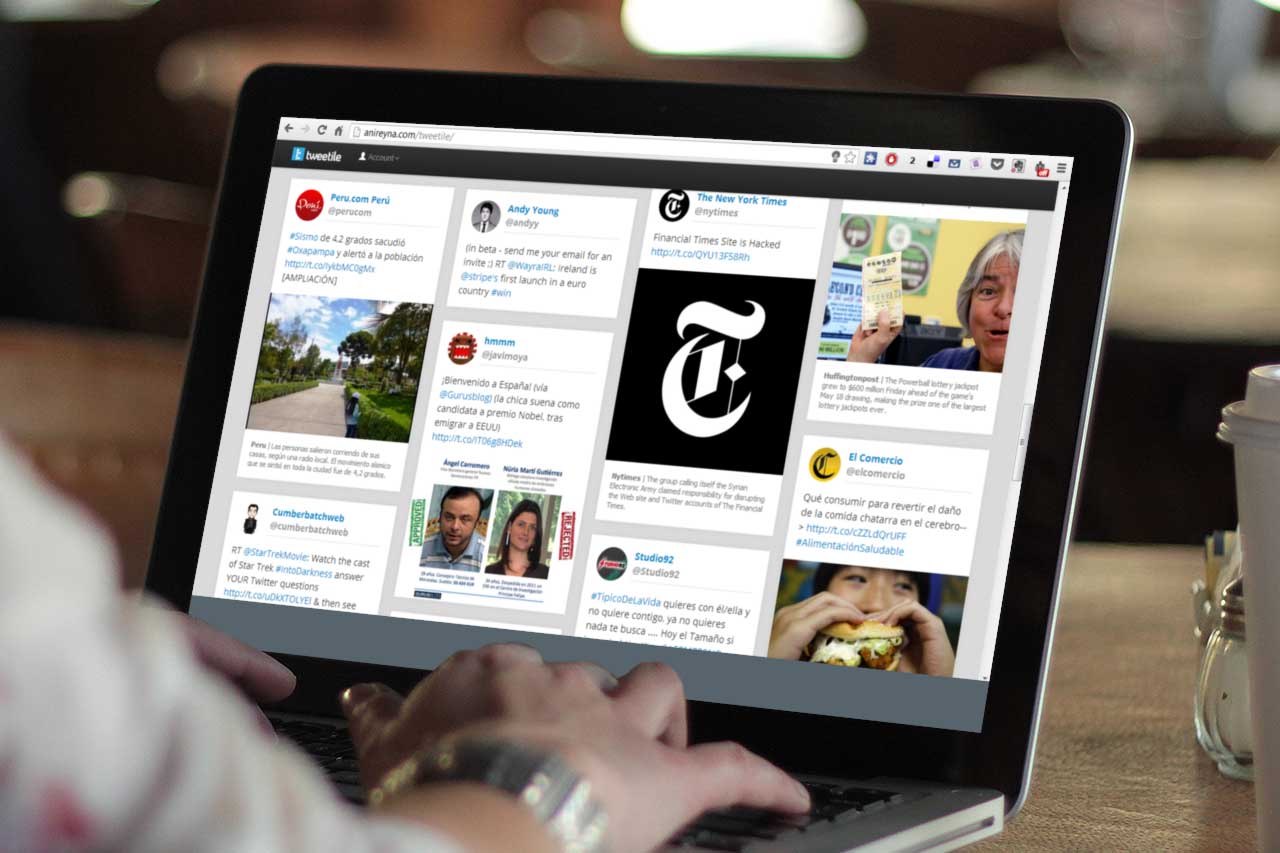 anireyna.com/tweetile/
2
off
tweetile
Account
Perú
Peru.com Perú
@perucom
#Sismo de 4,2 grados sacudió
#Oxapampa y alertó a la población
http://t.co/iykbMC0gMx
[AMPLIACIÓN]
Peru | Las personas salieron corriendo de sus
casas, según una radio local. El movimiento sísmico
que se sintió en toda la ciudad fue de 4,2 grados.
Cumberbatchweb
@cumberbatchweb
RT @StarTrekMovie: Watch the cast
of Star Trek #IntoDarkness answer
YOUR Twitter questions
http://t.co/uDkXTOLYEl & then see
Andy Young
@andyy
(in beta - send me your email for an
invite ;) RT @WayraIRL: Ireland is
@stripe's first launch in a euro
country #win
hmmm
@javimoya
¡Bienvenido a España! (vía
@Gurusblog) (la chica suena como
candidata a premio Nobel, tras
emigrar a EEUU)
http://t.co/iT06g8HDek
Ángel Carromero
Núria Martí Gutiérrez
APPROVED
REJECTED
The New York Times
@nytimes
Financial Times Site is Hacked
http://t.co/QYU13F58Rh
Nytimes | The group calling itself the Syrian
Electronic Army claimed responsibility for disrupting
the Web site and Twitter accounts of The Financial
Times.
Studio92
@Studio92
#TipicoDeLaVida quieres con él/ella y
no quiere contigo, ya no quieres
nada te busca .... Hoy el Tamaño si
Huffingtonpost | The Powerball lottery jackpot
grew to $600 million Friday ahead of the game's
May 18 drawing, making the prize one of the largest
lottery jackpots ever.
El Comercio
@elcomercio
Qué consumir para revertir el daño
de la comida chatarra en el cerebro--
> http://t.co/cZZLdQrUFF
#AlimentaciónSaludable